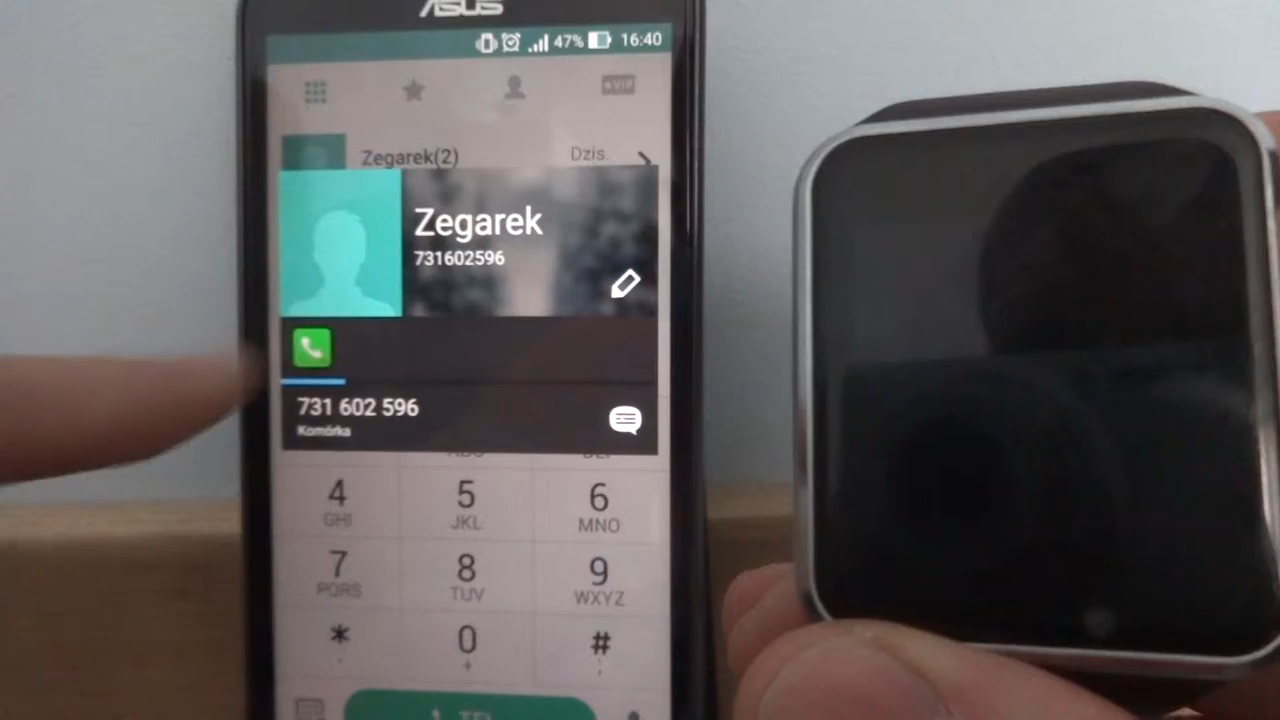 ASUS
47% 16:40
VIP
Zegarek(2) Dziś.
Zegarek
731602596
731 602 596
Komórka
4 5 6
GHI JKL MNO
7 8 9
PQRS TUV WXYZ
* 0 #
+ ;